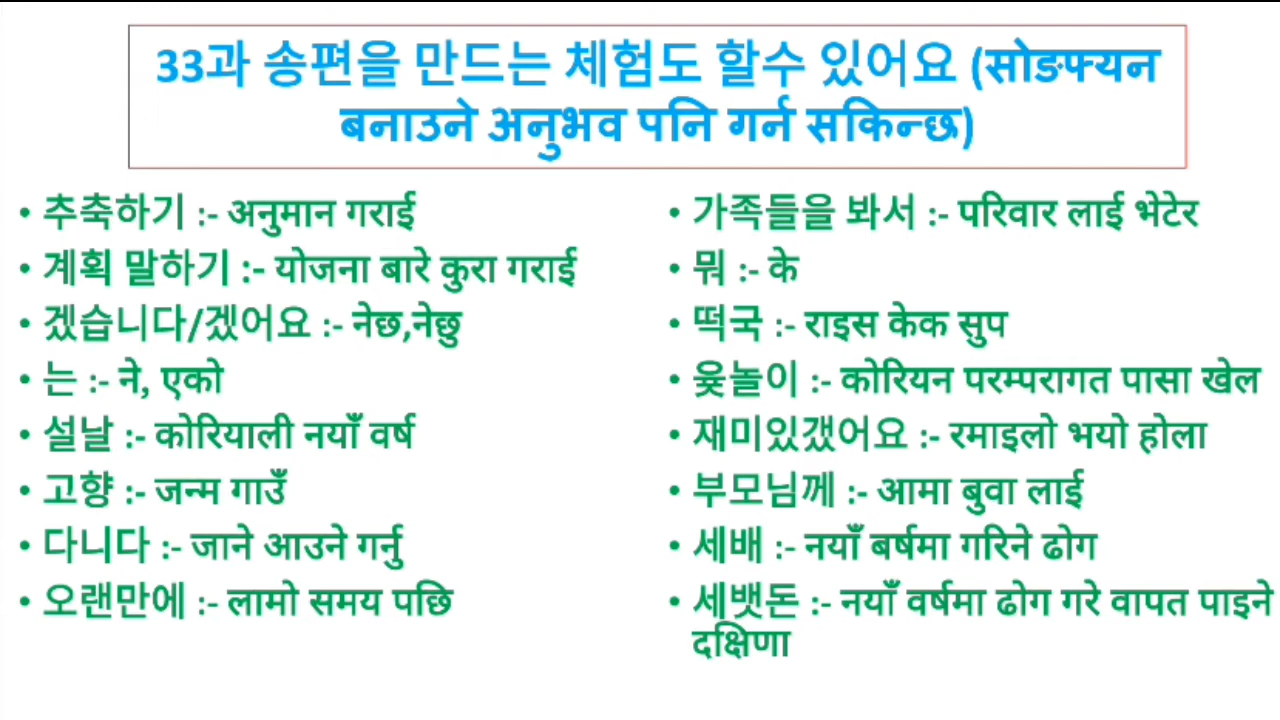 33과 송편을 만드는 체험도 할수 있어요 (सोङफ्यन
बनाउने अनुभव पनि गर्न सकिन्छ)
• 추축하기 :- अनुमान गराई
• 계획 말하기 :- योजना बारे कुरा गराई
• 겠습니다/겠어요 :- नेछ,नेछु
• 는 :- ने, एको
• 설날 :- कोरियाली नयाँ वर्ष
• 고향 :- जन्म गाउँ
• 다니다 :- जाने आउने गर्नु
• 오랜만에 :- लामो समय पछि
• 가족들을 봐서 :- परिवार लाई भेटेर
• 뭐 :- के
• 떡국 :- राइस केक सुप
• 윷놀이 :- कोरियन परम्परागत पासा खेल
• 재미있갰어요 :- रमाइलो भयो होला
• 부모님께 :- आमा बुवा लाई
• 세배 :- नयाँ बर्षमा गरिने ढोग
• 세뱃돈 :- नयाँ वर्षमा ढोग गरे वापत पाइने
दक्षिणा